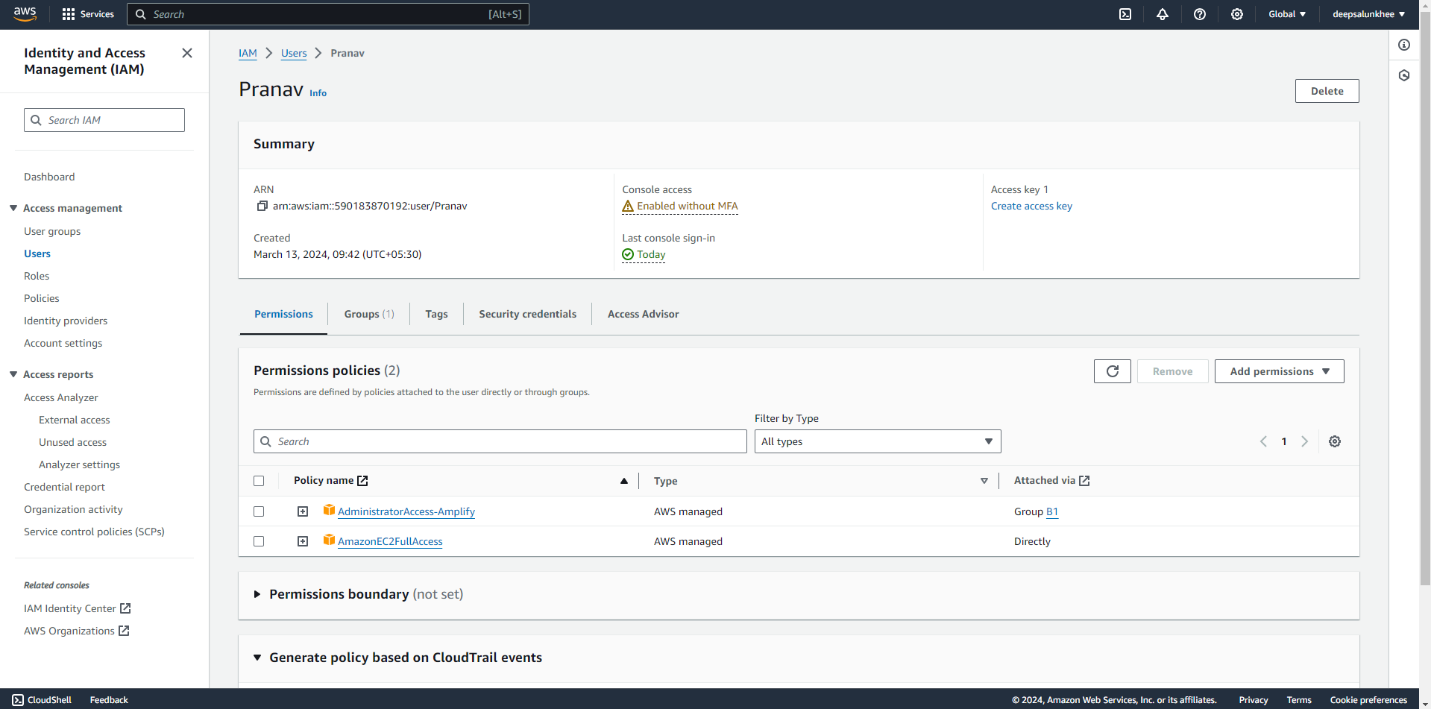 aws Services Search [Alt+S] Global deepsalunkhee
Identity and Access
Management (IAM)
Search IAM
Dashboard
Access management
User groups
Users
Roles
Policies
Identity providers
Account settings
Access reports
Access Analyzer
External access
Unused access
Analyzer settings
Credential report
Organization activity
Service control policies (SCPs)
Related consoles
IAM Identity Center
AWS Organizations
IAM Users Pranav
Pranav Info
Delete
Summary
ARN
arn:aws:iam::590183870192:user/Pranav
Created
March 13, 2024, 09:42 (UTC+05:30)
Console access
Enabled without MFA
Last console sign-in
Today
Access key 1
Create access key
Permissions Groups (1) Tags Security credentials Access Advisor
Permissions policies (2)
Permissions are defined by policies attached to the user directly or through groups.
Remove Add permissions
Filter by Type
Search All types 1
Policy name Type Attached via
AdministratorAccess-Amplify AWS managed Group B1
AmazonEC2FullAccess AWS managed Directly
Permissions boundary (not set)
Generate policy based on CloudTrail events
CloudShell Feedback © 2024, Amazon Web Services, Inc. or its affiliates. Privacy Terms Cookie preferences